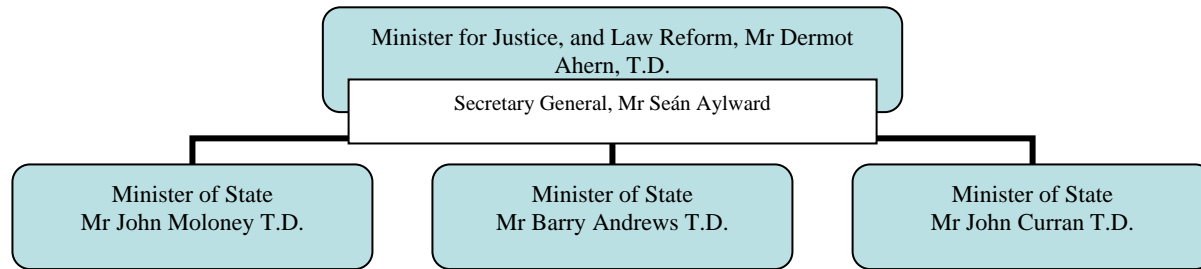 Minister for Justice, and Law Reform, Mr Dermot
Ahern, T.D.
Secretary General, Mr Seán Aylward
Minister of State
Mr John Moloney T.D.
Minister of State
Mr Barry Andrews T.D.
Minister of State
Mr John Curran T.D.